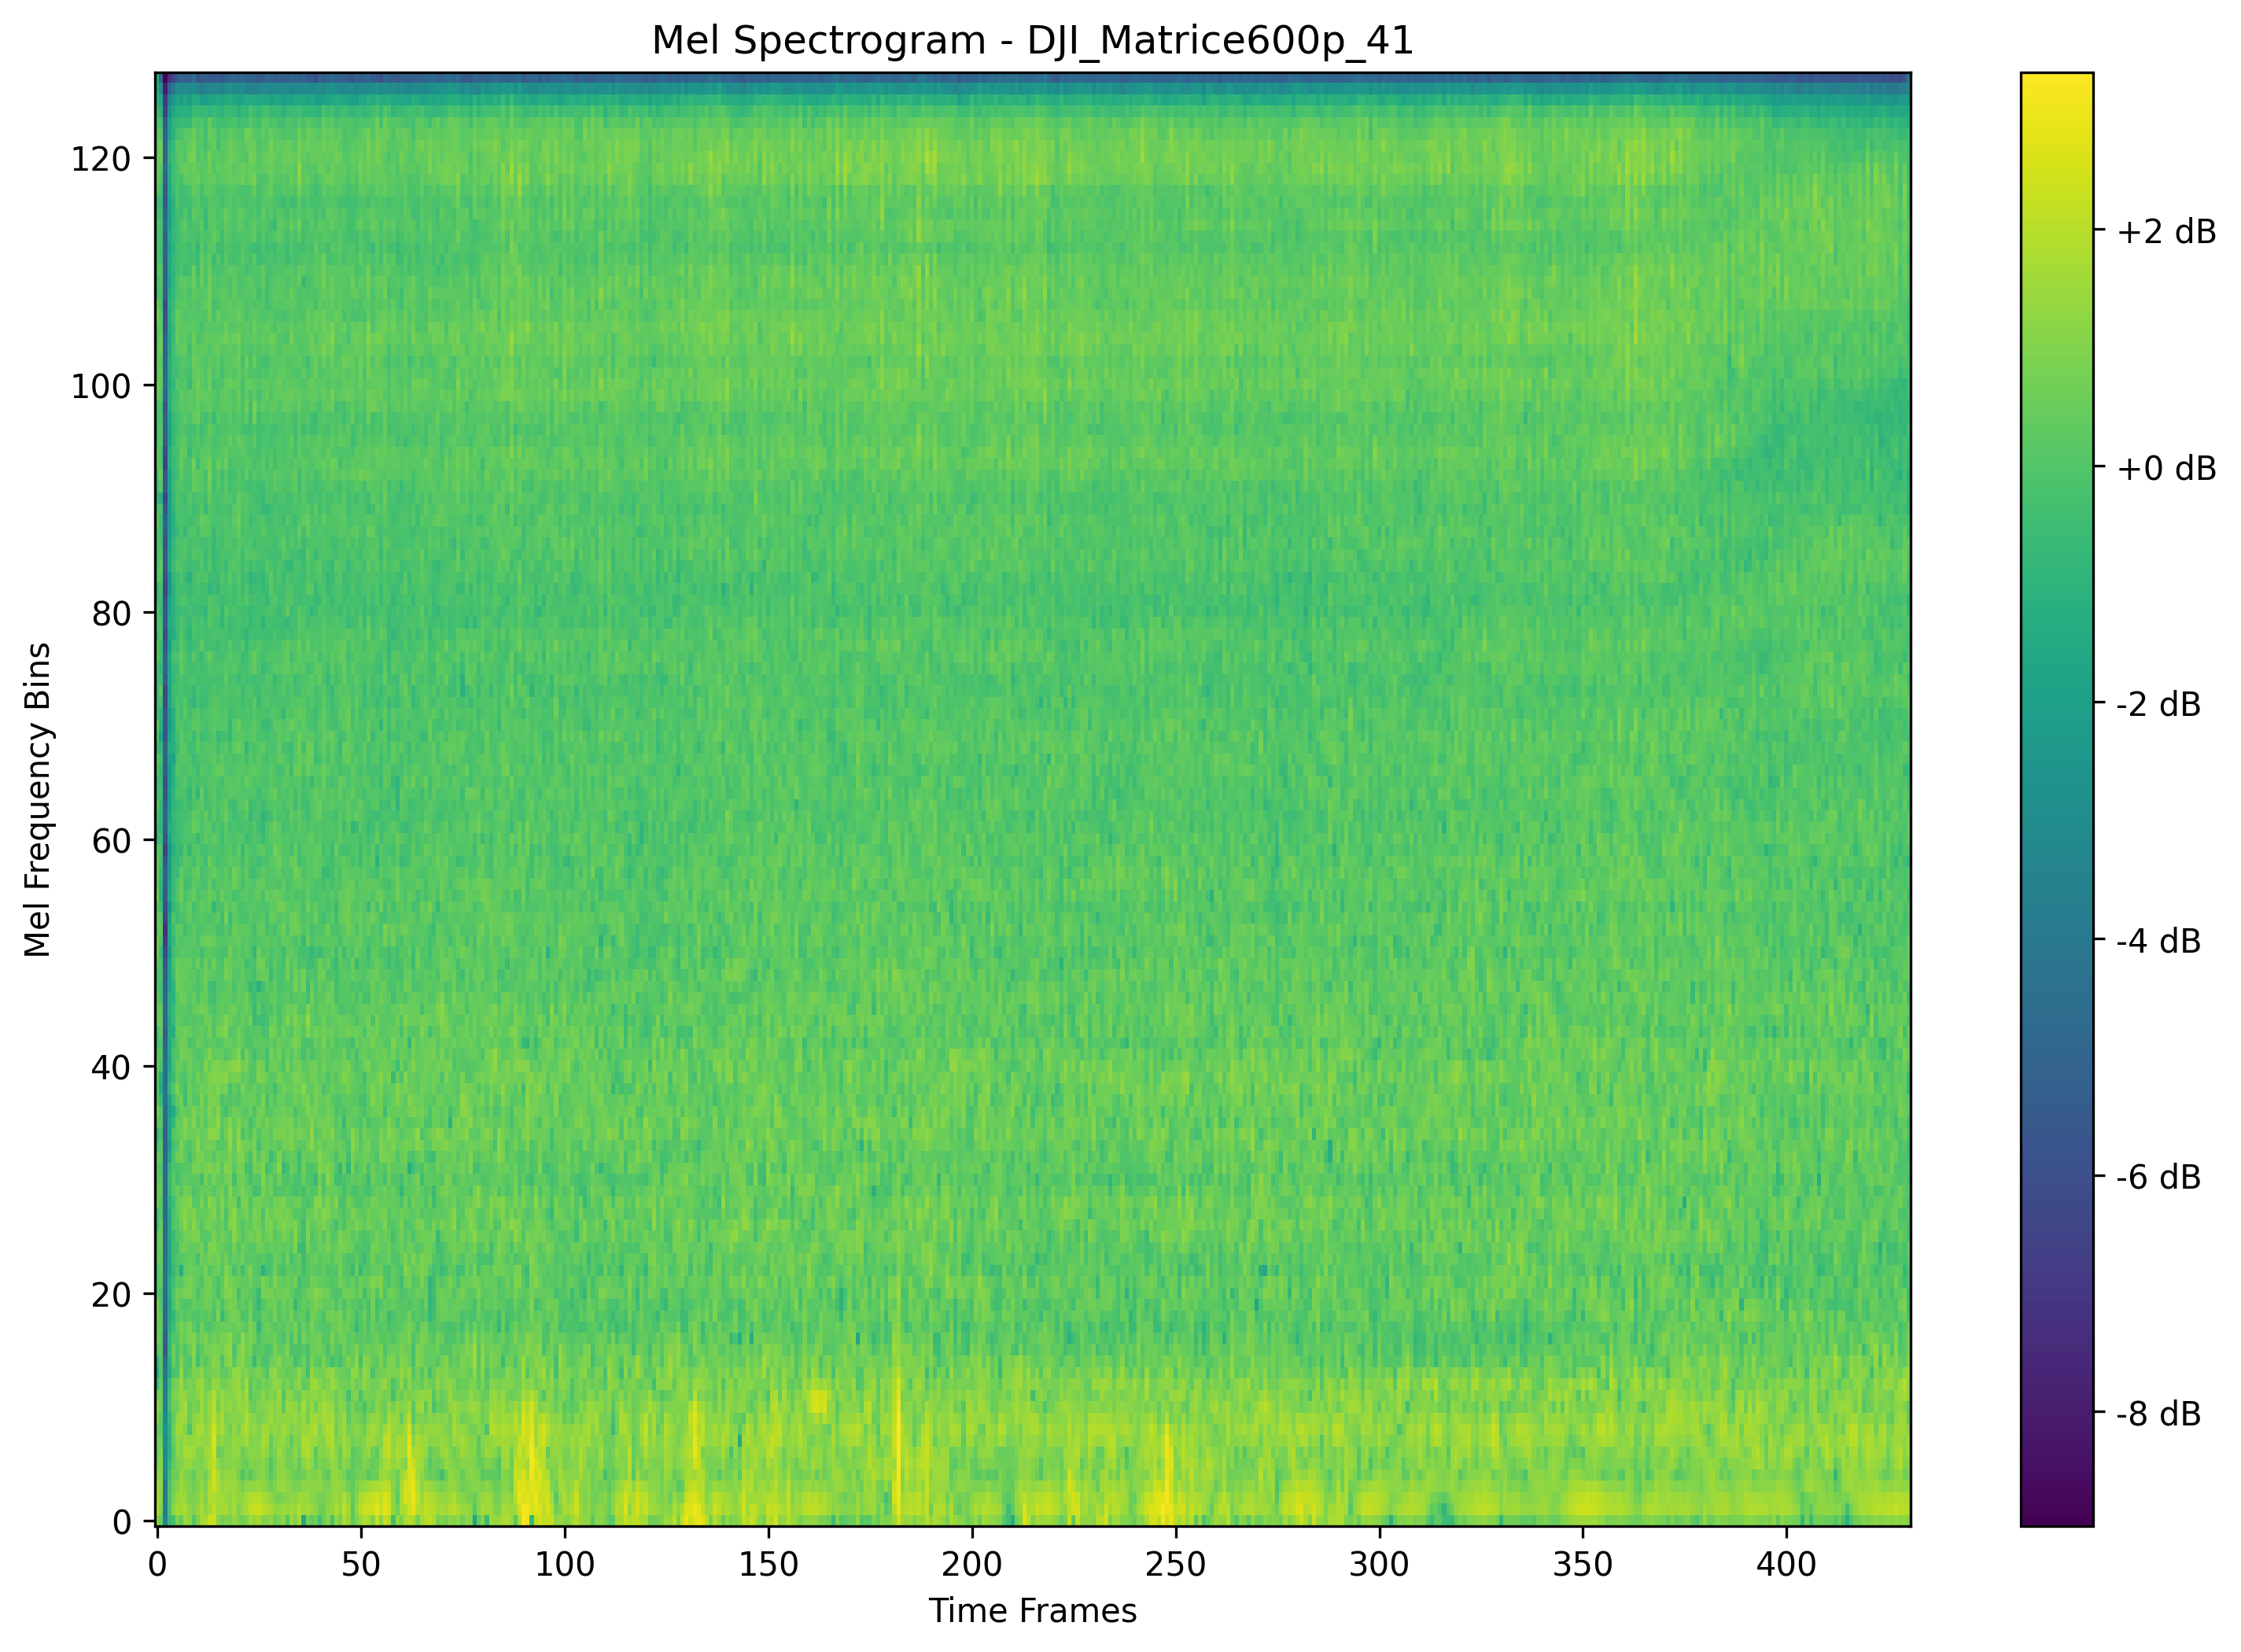 Mel Spectrogram - DJI_Matrice600p_41
Mel Frequency Bins
120
100
80
60
40
20
0
0 50 100 150 200 250 300 350 400
Time Frames
+2 dB
+0 dB
-2 dB
-4 dB
-6 dB
-8 dB